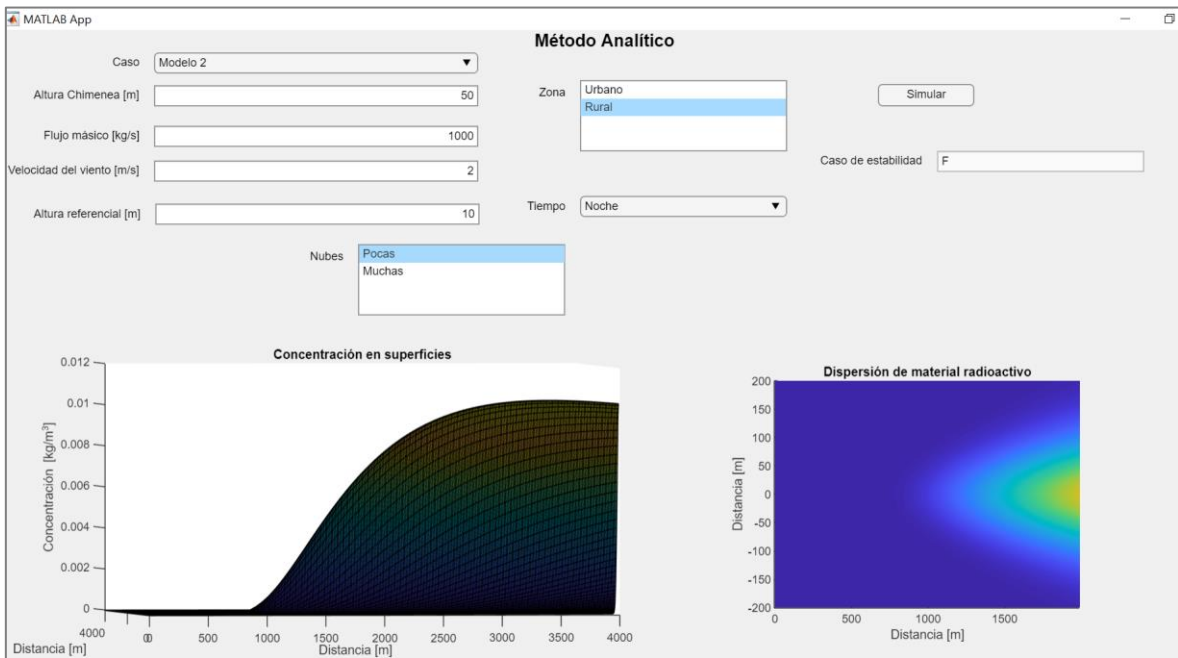 MATLAB App
Método Analítico
Caso
Modelo 2
Altura Chimenea [m]
50
Flujo másico [kg/s]
1000
Velocidad del viento [m/s]
2
Altura referencial [m]
10
Zona
Urbano
Rural
Tiempo
Noche
Simular
Caso de estabilidad
F
Nubes
Pocas
Muchas
Concentración en superficies
Concentración [kg/m³]
0.012
0.01
0.008
0.006
0.004
0.002
0
4000
0
0
500
1000
1500
2000
2500
3000
3500
4000
Distancia [m]
Distancia [m]
Dispersión de material radioactivo
Distancia [m]
200
150
100
50
0
-50
-100
-150
-200
0
500
1000
1500
Distancia [m]